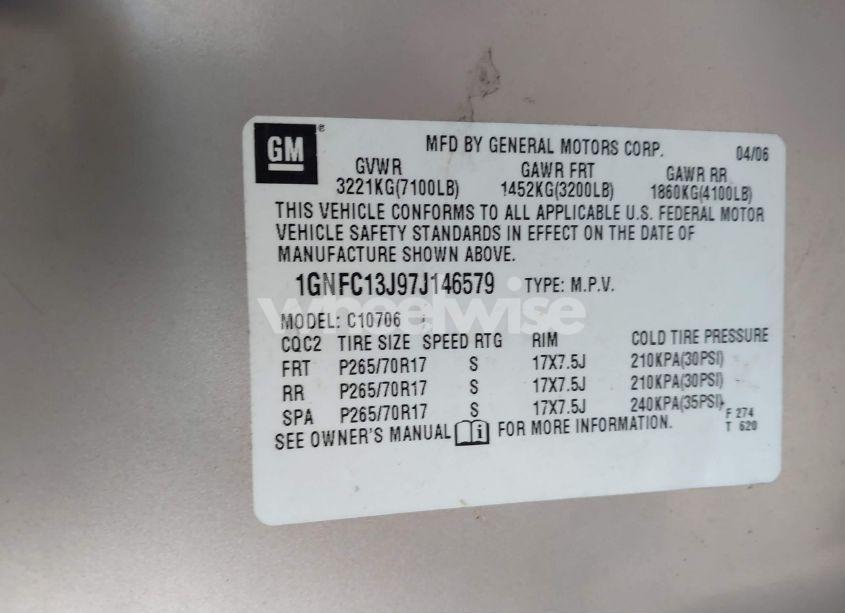 GM®
MFD BY GENERAL MOTORS CORP. 04/06
GVWR GAWR FRT GAWR RR
3221KG(7100LB) 1452KG(3200LB) 1860KG(4100LB)
THIS VEHICLE CONFORMS TO ALL APPLICABLE U.S. FEDERAL MOTOR
VEHICLE SAFETY STANDARDS IN EFFECT ON THE DATE OF
MANUFACTURE SHOWN ABOVE.
1GNFC13J97J146579 TYPE: M.P.V.
wheelwise
MODEL: C10706
CQC2 TIRE SIZE SPEED RTG RIM COLD TIRE PRESSURE
FRT P265/70R17 S 17X7.5J 210KPA(30PSI)
RR P265/70R17 S 17X7.5J 210KPA(30PSI)
SPA P265/70R17 S 17X7.5J 240KPA(35PSI)
SEE OWNER'S MANUAL i FOR MORE INFORMATION.
F 274
T 620